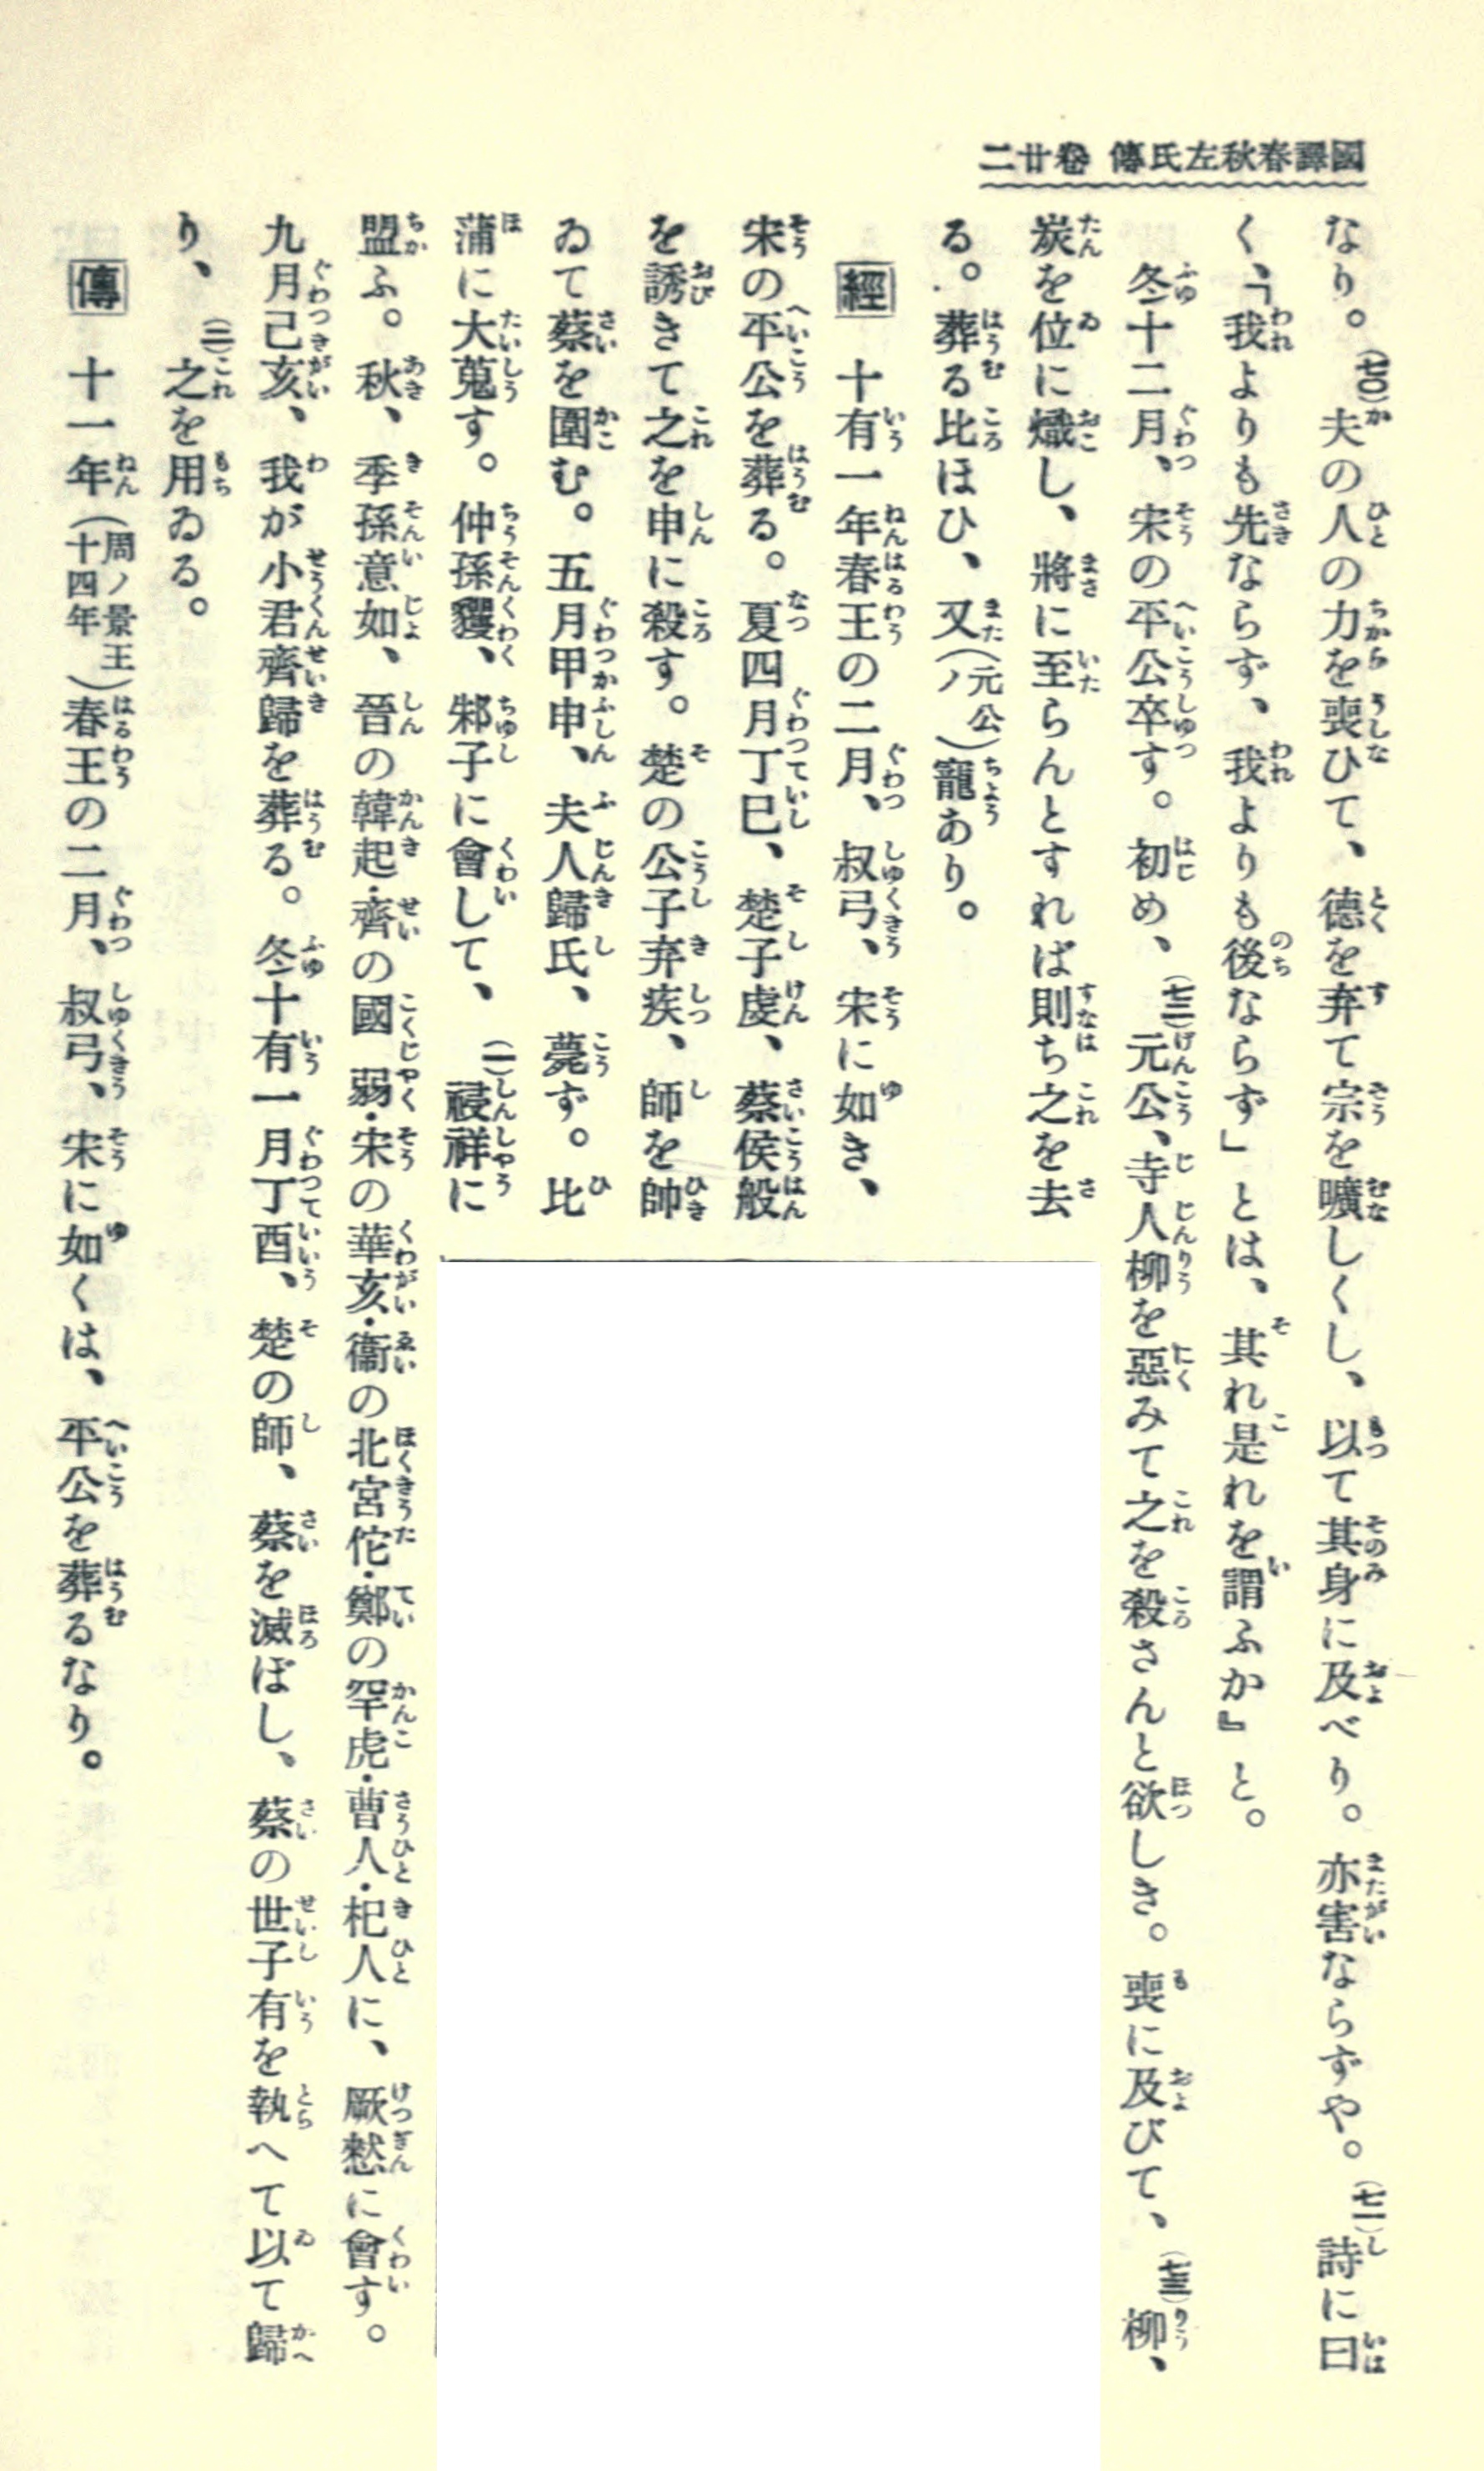 國譯春秋左氏傳 卷廿二
なり。(七〇)夫の人の力を喪ひて、德を弃て宗を曠しくし、以て其身に及べり。亦害ならずや。(七一)詩に曰
く、「我よりも先ならず、我よりも後ならず」とは、其れ是れを謂ふか』と。
冬十二月、宋の平公卒す。初め、(七二)元公、寺人柳を惡みて之を殺さんと欲しき。喪に及びて、(七三)柳、
炭を位に熾し、將に至らんとすれば則ち之を去
る。葬る比ほひ、又(元公ノ)寵あり。
經 十有一年春王の二月、叔弓、宋に如き、
宋の平公を葬る。夏四月丁巳、楚子虔、蔡侯般
を誘きて之を申に殺す。楚の公子弃疾、師を帥
ゐて蔡を圍む。五月甲申、夫人歸氏、薨ず。比
蒲に大蒐す。仲孫貜、邾子に會して、(一)祲祥に
盟ふ。秋、季孫意如、晉の韓起・齊の國弱・宋の華亥・衞の北宮佗・鄭の罕虎・曹人・杞人に、厥憖に會す。
九月己亥、我が小君齊歸を葬る。冬十有一月丁酉、楚の師、蔡を滅ぼし、蔡の世子有を執へて以て歸
り、(二)之を用ゐる。
傳 十一年(周ノ景王十四年)春王の二月、叔弓、宋に如くは、平公を葬るなり。